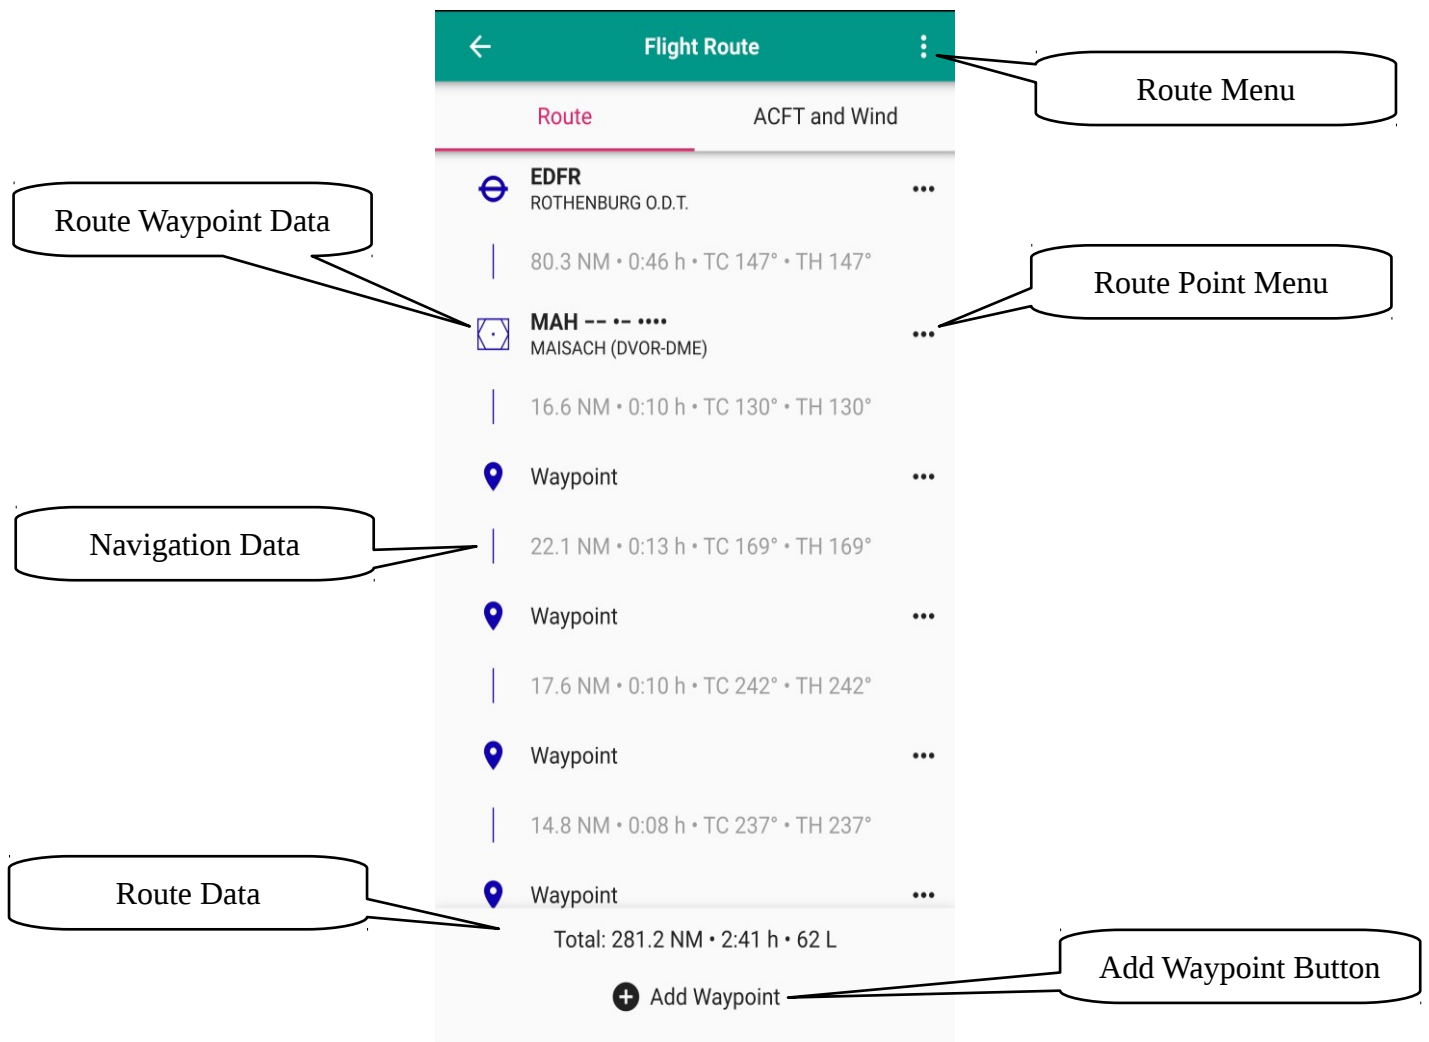 Flight Route
Route Menu
Route
ACFT and Wind
EDFR
ROTHENBURG O.D.T.
Route Waypoint Data
80.3 NM • 0:46 h • TC 147° • TH 147°
Route Point Menu
MAH −− •− ••••
MAISACH (DVOR-DME)
16.6 NM • 0:10 h • TC 130° • TH 130°
Waypoint
Navigation Data
22.1 NM • 0:13 h • TC 169° • TH 169°
Waypoint
17.6 NM • 0:10 h • TC 242° • TH 242°
Waypoint
14.8 NM • 0:08 h • TC 237° • TH 237°
Route Data
Waypoint
Total: 281.2 NM • 2:41 h • 62 L
Add Waypoint Button
Add Waypoint